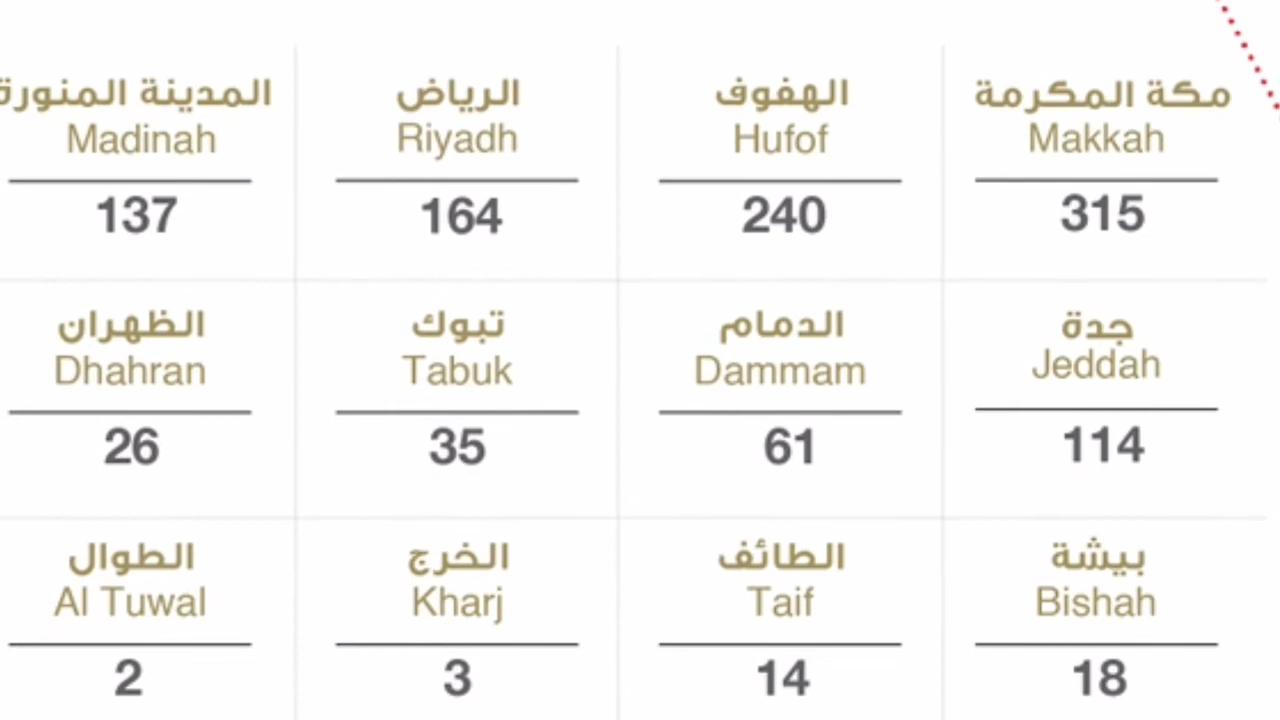 مكة المكرمة
Makkah
315
الهفوف
Hufof
240
الرياض
Riyadh
164
المدينة المنورة
Madinah
137
جدة
Jeddah
114
الدمام
Dammam
61
تبوك
Tabuk
35
الظهران
Dhahran
26
بيشة
Bishah
18
الطائف
Taif
14
الخرج
Kharj
3
الطوال
Al Tuwal
2